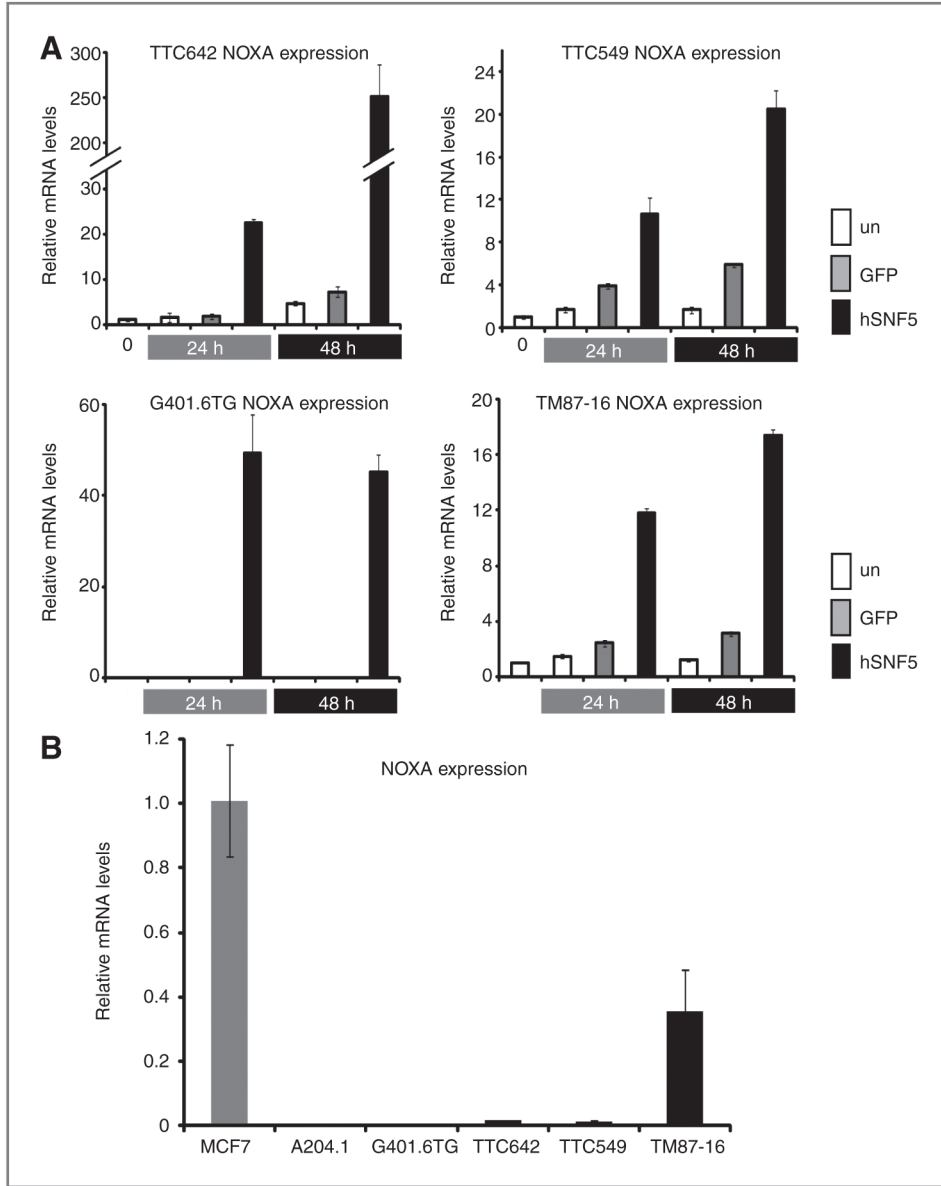 A
TTC642 NOXA expression
Relative mRNA levels
300
250
200
30
20
10
0
0
24 h
48 h
TTC549 NOXA expression
Relative mRNA levels
24
20
16
12
8
4
0
0
24 h
48 h
un
GFP
hSNF5
G401.6TG NOXA expression
Relative mRNA levels
60
40
20
0
24 h
48 h
TM87-16 NOXA expression
Relative mRNA levels
20
16
12
8
4
0
24 h
48 h
un
GFP
hSNF5
B
NOXA expression
Relative mRNA levels
1.2
1.0
0.8
0.6
0.4
0.2
0
MCF7 A204.1 G401.6TG TTC642 TTC549 TM87-16